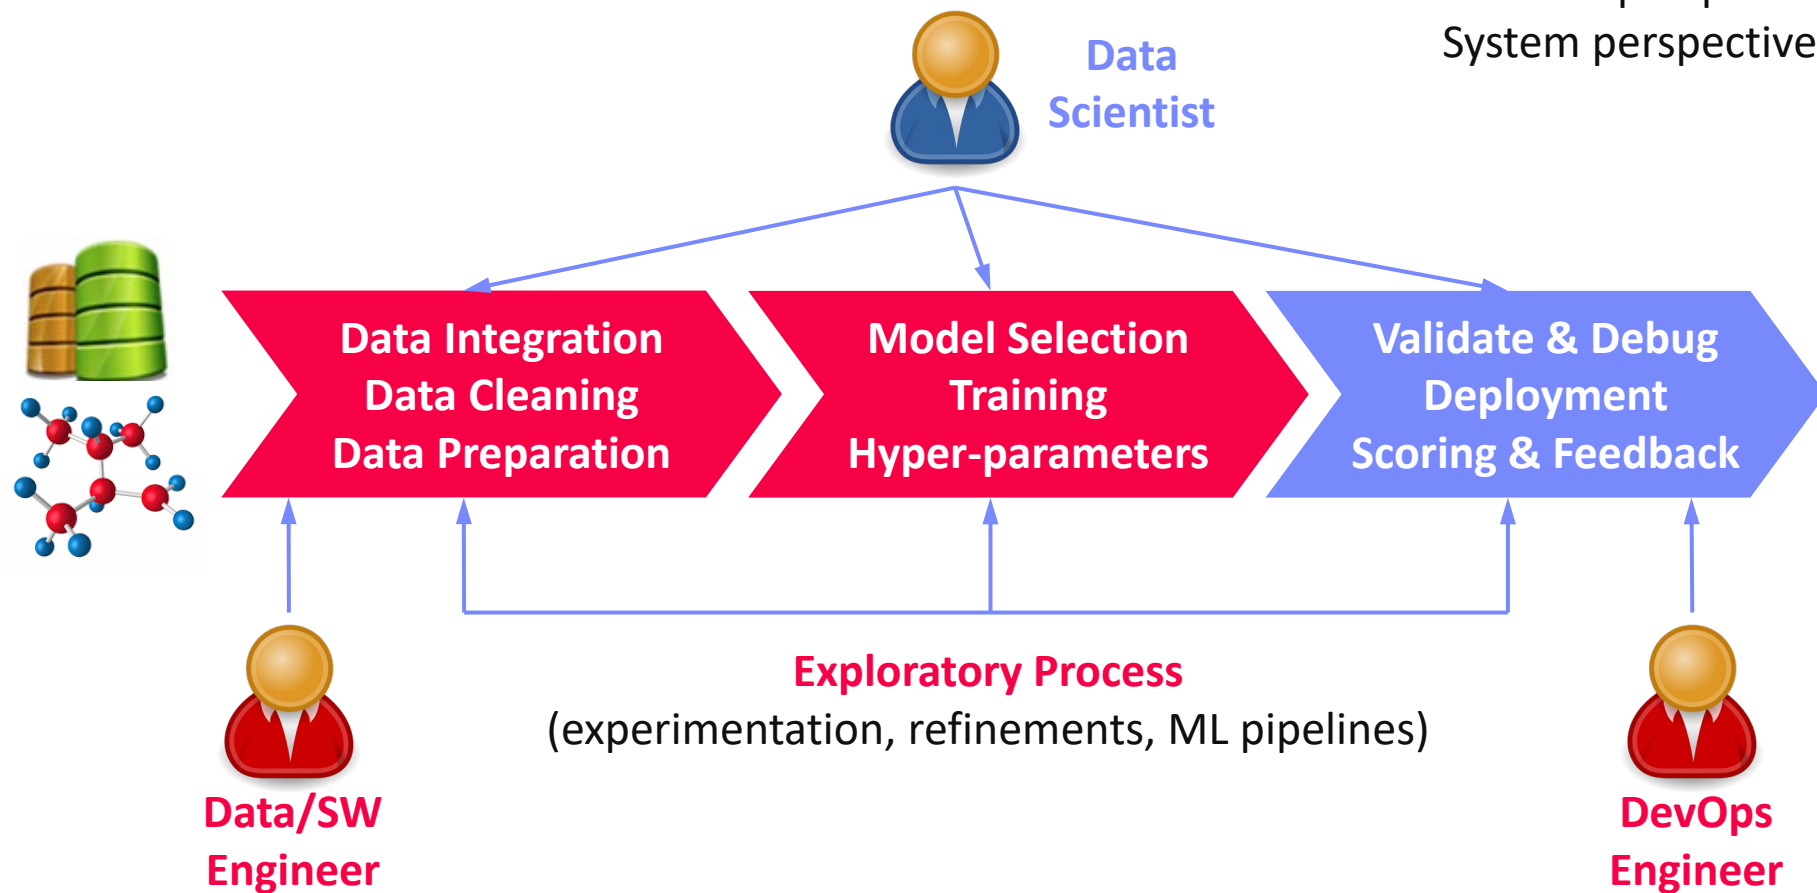 System perspective
Data
Scientist
Data Integration
Data Cleaning
Data Preparation
Model Selection
Training
Hyper-parameters
Validate & Debug
Deployment
Scoring & Feedback
Exploratory Process
(experimentation, refinements, ML pipelines)
Data/SW
Engineer
DevOps
Engineer